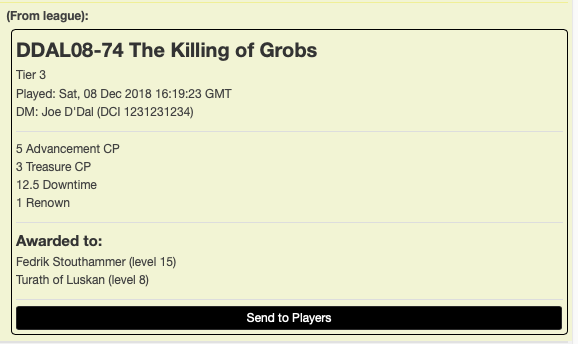 (From league):
DDAL08-74 The Killing of Grobs
Tier 3
Played: Sat, 08 Dec 2018 16:19:23 GMT
DM: Joe D'Dal (DCI 1231231234)
5 Advancement CP
3 Treasure CP
12.5 Downtime
1 Renown
Awarded to:
Fedrik Stouthammer (level 15)
Turath of Luskan (level 8)
Send to Players